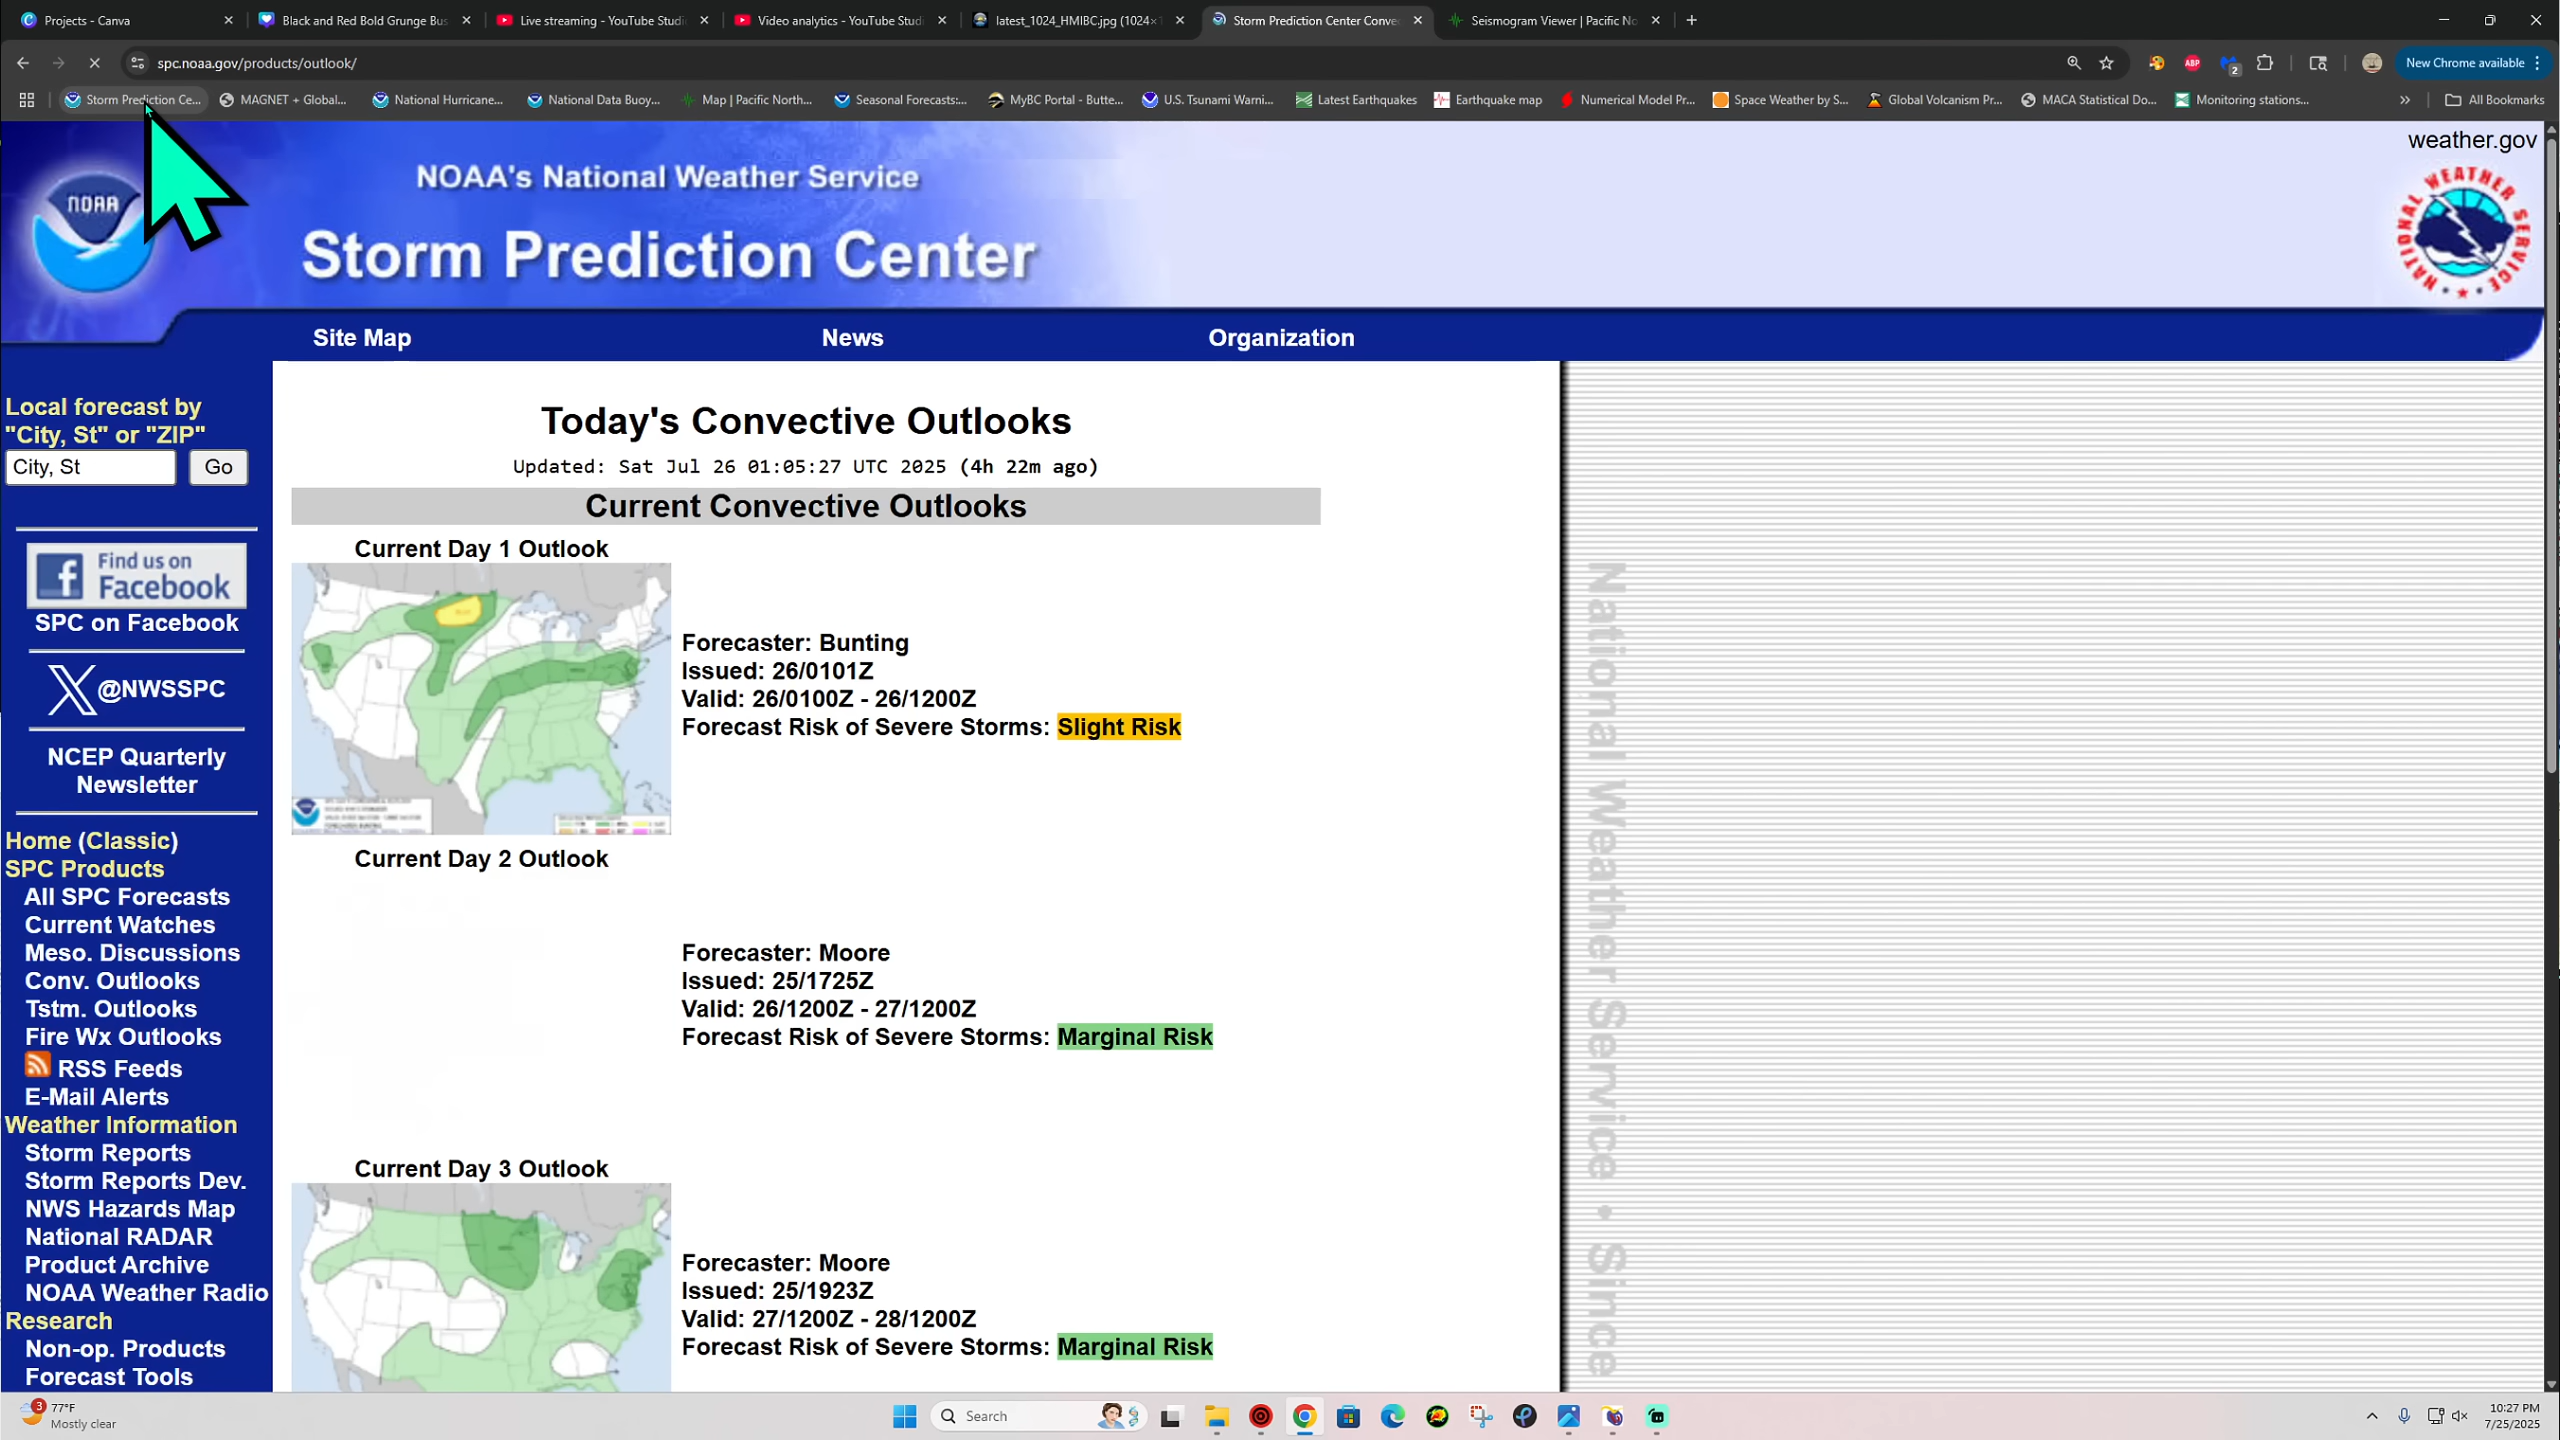 Projects - Canva
Black and Red Bold Grunge Bus
Live streaming - YouTube Studi
Video analytics - YouTube Studi
latest_1024_HMIBC.jpg (1024×1
Storm Prediction Center Conve
Seismogram Viewer | Pacific No
spc.noaa.gov/products/outlook/
ABP
2
New Chrome available
Storm Prediction Ce...
MAGNET + Global...
National Hurricane...
National Data Buoy...
Map | Pacific North...
Seasonal Forecasts:...
MyBC Portal - Butte...
U.S. Tsunami Warni...
Latest Earthquakes
Earthquake map
Numerical Model Pr...
Space Weather by S...
Global Volcanism Pr...
MACA Statistical Do...
Monitoring stations...
All Bookmarks
weather.gov
NOAA
NOAA's National Weather Service
Storm Prediction Center
NATIONAL WEATHER SERVICE
Site Map
News
Organization
Local forecast by
"City, St" or "ZIP"
City, St
Go
Find us on
Facebook
SPC on Facebook
@NWSSPC
NCEP Quarterly
Newsletter
Home (Classic)
SPC Products
All SPC Forecasts
Current Watches
Meso. Discussions
Conv. Outlooks
Tstm. Outlooks
Fire Wx Outlooks
RSS Feeds
E-Mail Alerts
Weather Information
Storm Reports
Storm Reports Dev.
NWS Hazards Map
National RADAR
Product Archive
NOAA Weather Radio
Research
Non-op. Products
Forecast Tools
Today's Convective Outlooks
Updated: Sat Jul 26 01:05:27 UTC 2025 (4h 22m ago)
Current Convective Outlooks
Current Day 1 Outlook
Forecaster: Bunting
Issued: 26/0101Z
Valid: 26/0100Z - 26/1200Z
Forecast Risk of Severe Storms: Slight Risk
Current Day 2 Outlook
Forecaster: Moore
Issued: 25/1725Z
Valid: 26/1200Z - 27/1200Z
Forecast Risk of Severe Storms: Marginal Risk
Current Day 3 Outlook
Forecaster: Moore
Issued: 25/1923Z
Valid: 27/1200Z - 28/1200Z
Forecast Risk of Severe Storms: Marginal Risk
National Weather Service • Since
3
77°F
Mostly clear
Search
10:27 PM
7/25/2025